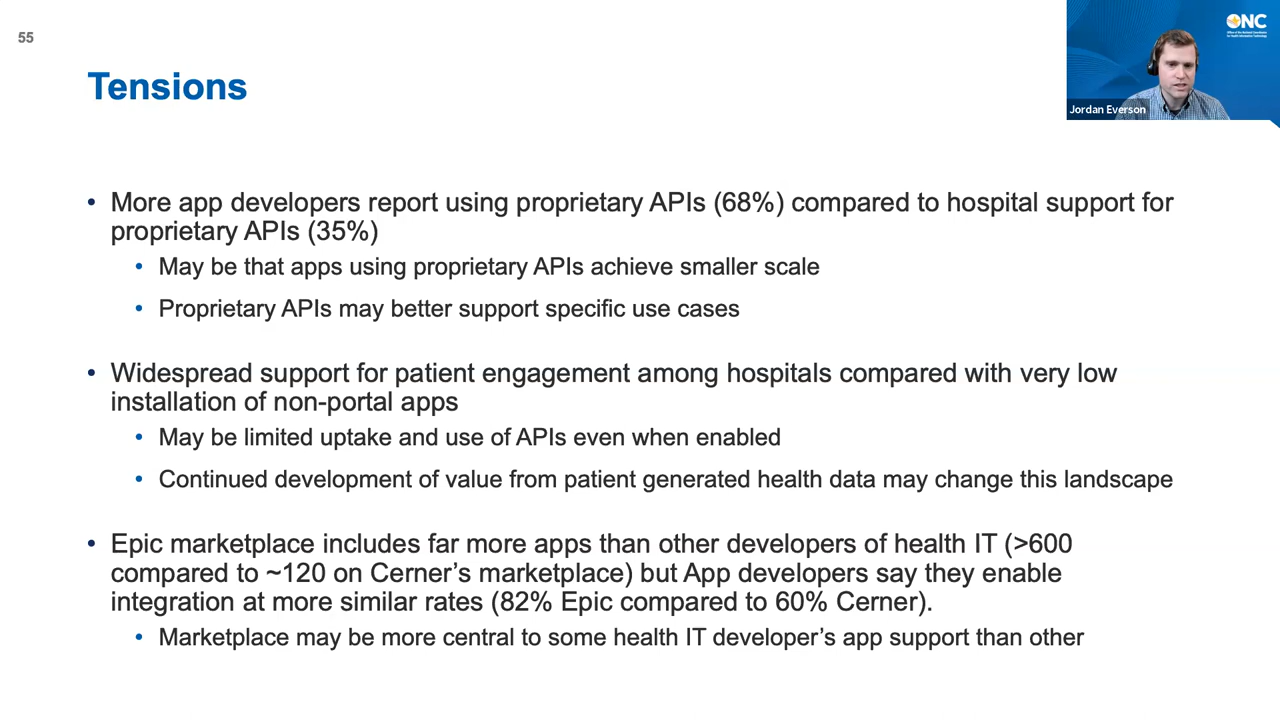 55
Tensions
ONC
Jordan Everson
• More app developers report using proprietary APIs (68%) compared to hospital support for
proprietary APIs (35%)
• May be that apps using proprietary APIs achieve smaller scale
• Proprietary APIs may better support specific use cases
• Widespread support for patient engagement among hospitals compared with very low
installation of non-portal apps
• May be limited uptake and use of APIs even when enabled
• Continued development of value from patient generated health data may change this landscape
• Epic marketplace includes far more apps than other developers of health IT (>600
compared to ~120 on Cerner’s marketplace) but App developers say they enable
integration at more similar rates (82% Epic compared to 60% Cerner).
• Marketplace may be more central to some health IT developer’s app support than other